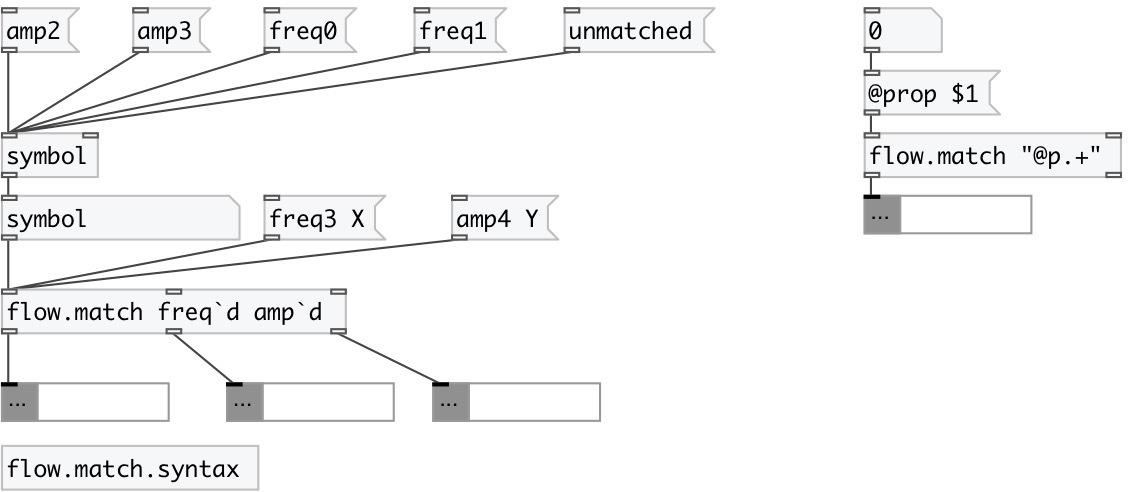 amp2
amp3
freq0
freq1
unmatched
0
@prop $1
symbol
flow.match "@p.+"
symbol
freq3 X
amp4 Y
...
flow.match freq`d amp`d
...
...
...
flow.match.syntax